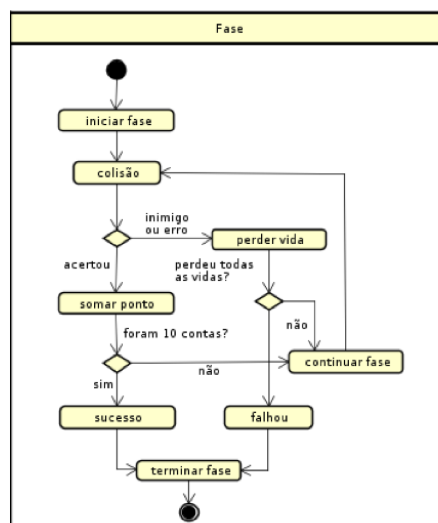 Fase
iniciar fase
colisão
inimigo
ou erro
perder vida
acertou
perdeu todas
as vidas?
somar ponto
foram 10 contas?
não
continuar fase
não
sim
sucesso
falhou
terminar fase